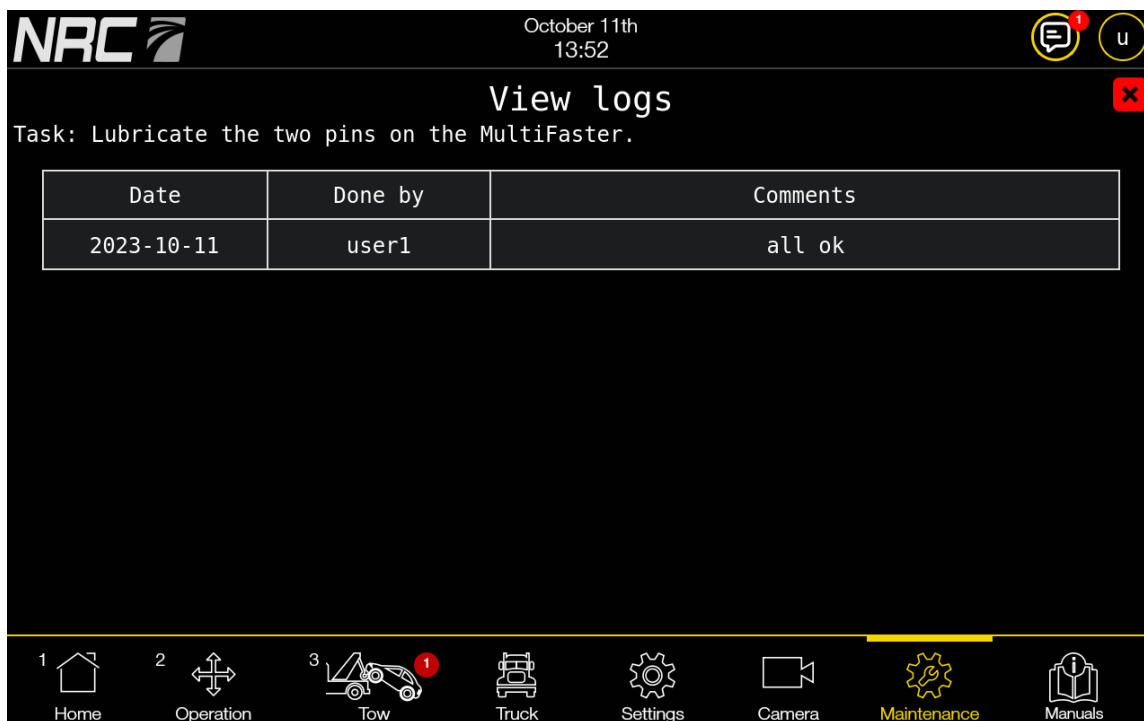 NRC
October 11th
13:52
1
u
View logs
Task: Lubricate the two pins on the MultiFaster.
Date Done by Comments
2023-10-11 user1 all ok
1 2 3 1
Home Operation Tow Truck Settings Camera Maintenance Manuals